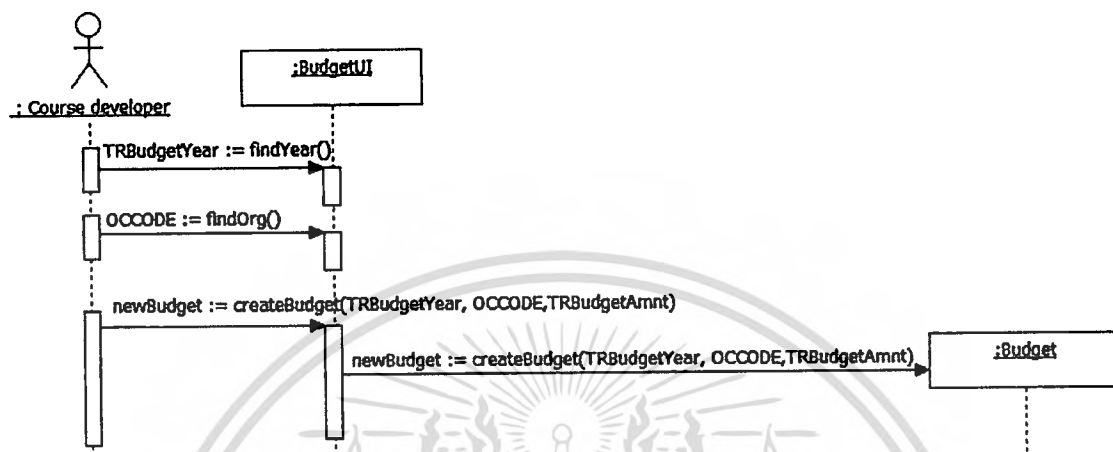 :BudgetUI
: Course developer
TRBudgetYear := findYear()
OCCODE := findOrg()
newBudget := createBudget(TRBudgetYear, OCCODE,TRBudgetAmnt)
newBudget := createBudget(TRBudgetYear, OCCODE,TRBudgetAmnt)
:Budget